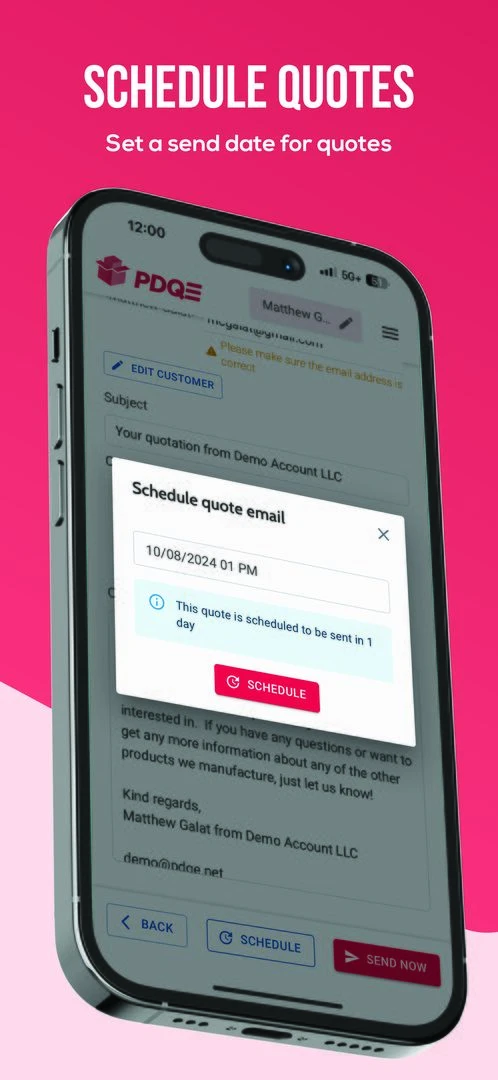 SCHEDULE QUOTES
Set a send date for quotes
12:00
5G+ 51
PDQE
Matthew G...
mcgalat@gmail.com
Please make sure the email address is
correct
EDIT CUSTOMER
Subject
Your quotation from Demo Account LLC
Schedule quote email
10/08/2024 01 PM
This quote is scheduled to be sent in 1
day
SCHEDULE
interested in. If you have any questions or want to
get any more information about any of the other
products we manufacture, just let us know!
Kind regards,
Matthew Galat from Demo Account LLC
demo@pdqe.net
BACK
SCHEDULE
SEND NOW